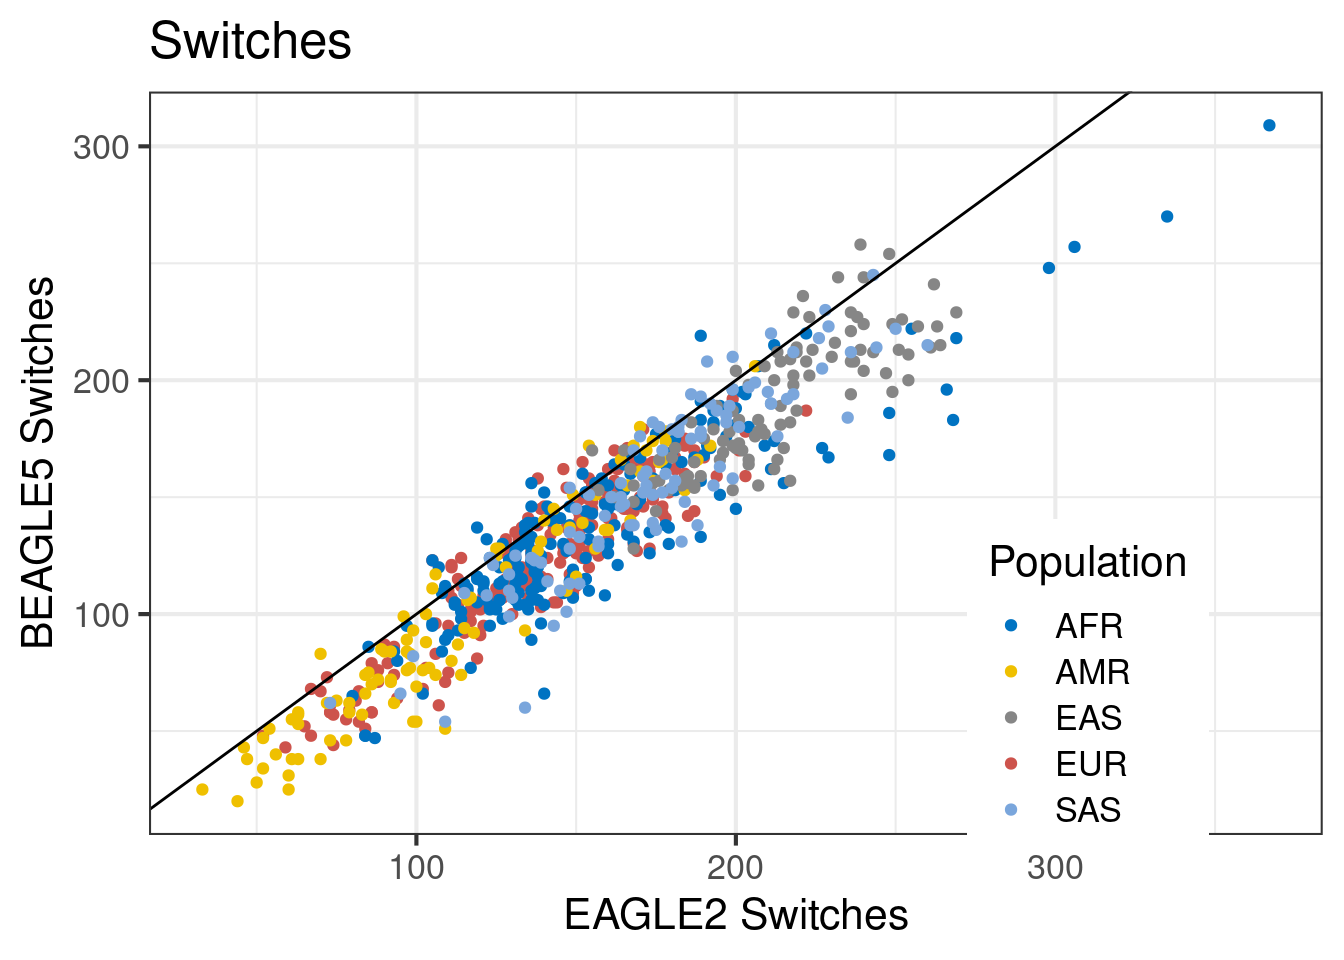 Switches
300
200
100
BEAGLE5 Switches
Population
AFR
AMR
EAS
EUR
SAS
100 200 300
EAGLE2 Switches